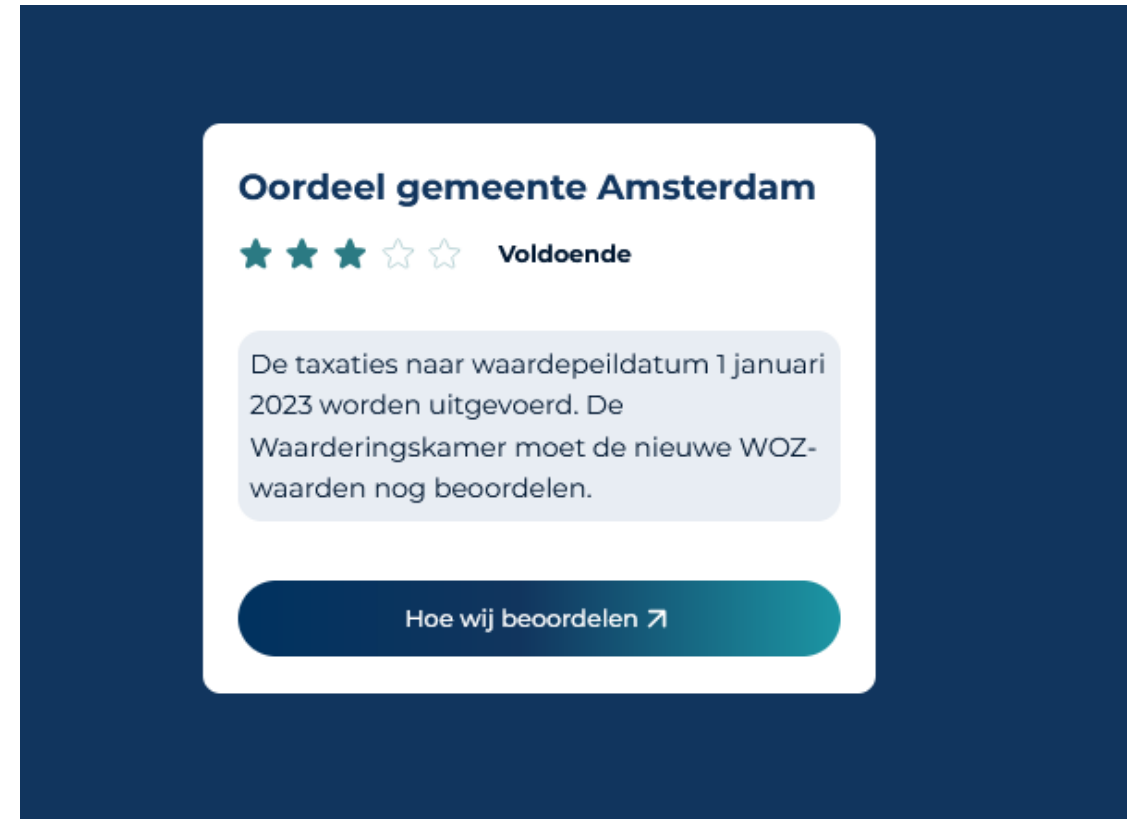 Oordeel gemeente Amsterdam
Voldoende
De taxaties naar waardepeildatum 1 januari
2023 worden uitgevoerd. De
Waarderingskamer moet de nieuwe WOZ-
waarden nog beoordelen.
Hoe wij beoordelen